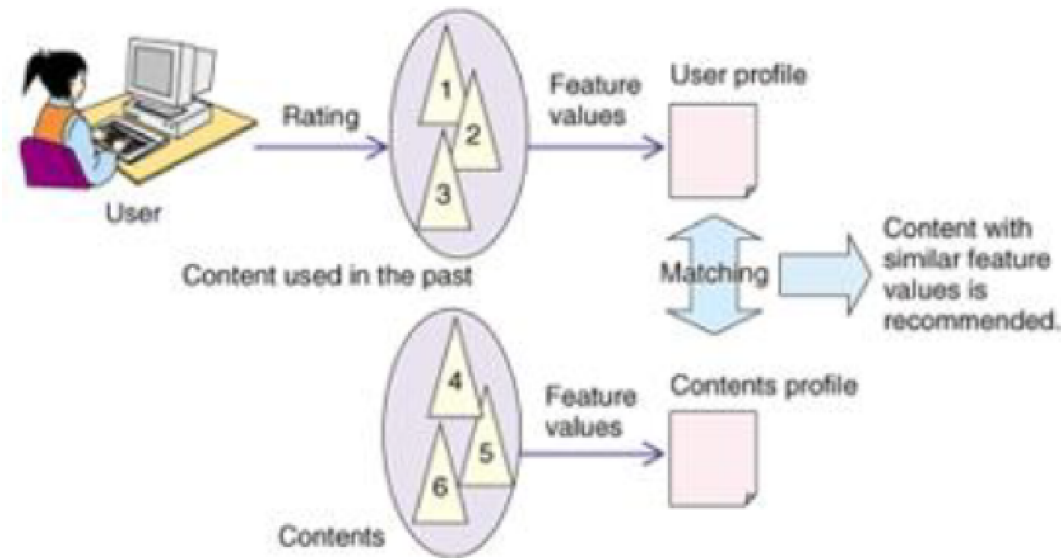 User
Rating
1
2
3
Content used in the past
Feature
values
User profile
Matching
Content with
similar feature
values is
recommended.
4
5
6
Contents
Feature
values
Contents profile